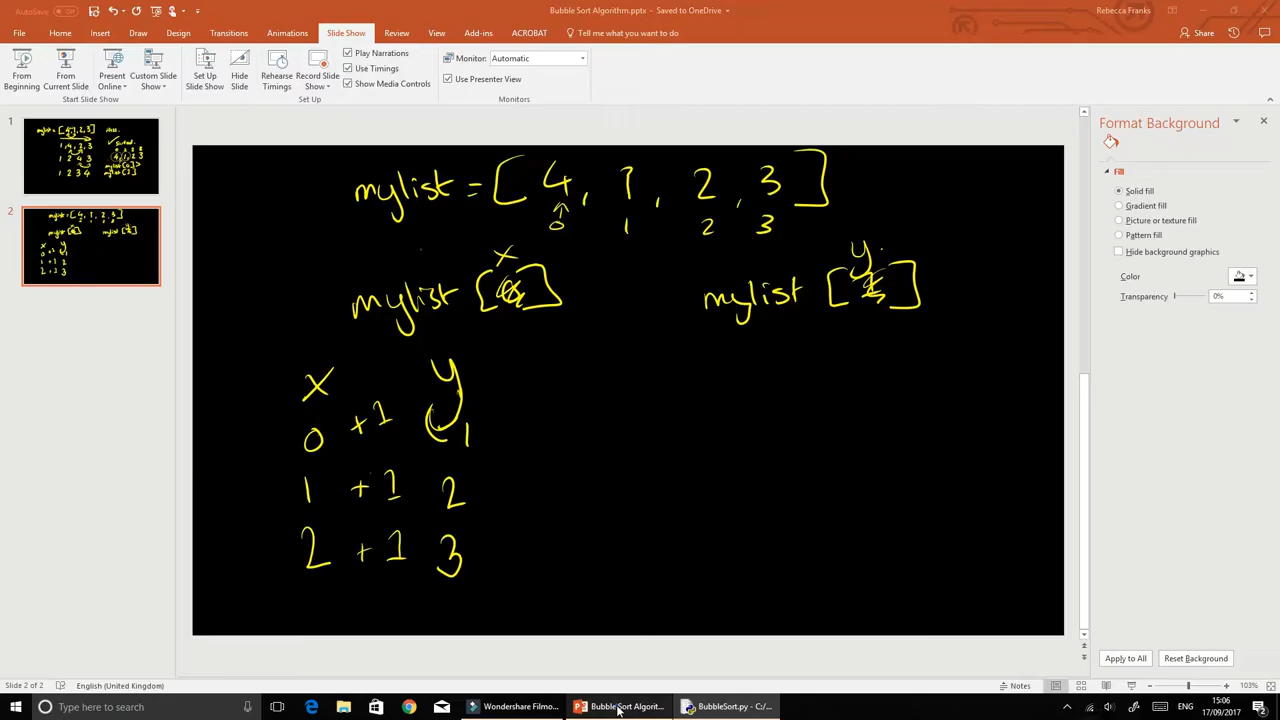 AutoSave Off
Bubble Sort Algorithm.pptx - Saved to OneDrive
Rebecca Franks
File Home Insert Draw Design Transitions Animations Slide Show Review View Add-ins ACROBAT Tell me what you want to do
Share
From Beginning
From Current Slide
Present Online
Custom Slide Show
Start Slide Show
Set Up Slide Show
Hide Slide
Rehearse Timings
Record Slide Show
Play Narrations
Use Timings
Show Media Controls
Set Up
Monitor: Automatic
Use Presenter View
Monitors
1
2
mylist = [4, 1, 2, 3]
0 1 2 3
x y
mylist [ ] mylist [ ]
x y
0 +1 1
1 +1 2
2 +1 3
Format Background
Fill
Solid fill
Gradient fill
Picture or texture fill
Pattern fill
Hide background graphics
Color
Transparency 0%
Apply to All Reset Background
Slide 2 of 2 English (United Kingdom) Notes 103%
Type here to search
Wondershare Filmo...
BubbleSort Algorit...
BubbleSort.py - C:/...
ENG
15:06
17/09/2017